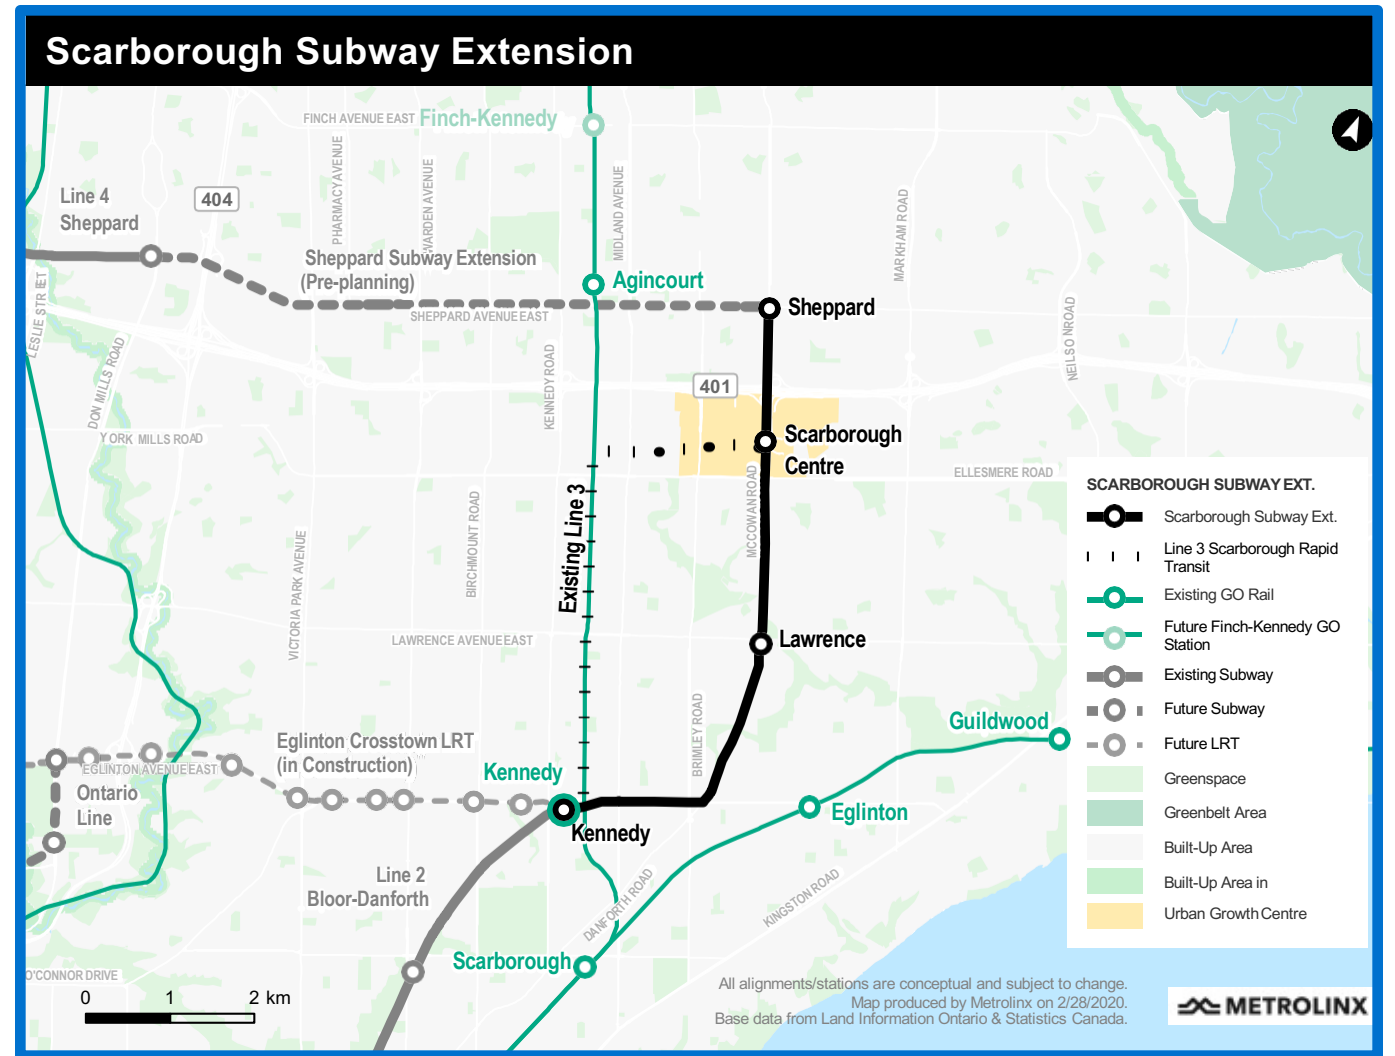 Scarborough Subway Extension
FINCH AVENUE EAST
Finch-Kennedy
Line 4
Sheppard
404
PHARMACY AVENUE
WARDEN AVENUE
MIDLAND AVENUE
MARKHAM ROAD
Sheppard Subway Extension
(Pre-planning)
Agincourt
SHEPPARD AVENUE EAST
Sheppard
LESLIE STREET
DON MILLS ROAD
KENNEDY ROAD
NEILSO NROAD
401
YORK MILLS ROAD
Scarborough
Centre
ELLESMERE ROAD
MCCOWAN ROAD
BIRCHMOUNT ROAD
Existing Line 3
VICTORIA PARK AVENUE
LAWRENCE AVENUE EAST
Lawrence
BRIMLEY ROAD
Guildwood
Eglinton Crosstown LRT
(in Construction)
EGLINTON AVENUE EAST
Ontario
Line
Kennedy
Kennedy
Eglinton
Line 2
Bloor-Danforth
DANFORTH ROAD
KINGSTON ROAD
Scarborough
O'CONNOR DRIVE
0 1 2 km
SCARBOROUGH SUBWAY EXT.
Scarborough Subway Ext.
Line 3 Scarborough Rapid
Transit
Existing GO Rail
Future Finch-Kennedy GO
Station
Existing Subway
Future Subway
Future LRT
Greenspace
Greenbelt Area
Built-Up Area
Built-Up Area in
Urban Growth Centre
All alignments/stations are conceptual and subject to change.
Map produced by Metrolinx on 2/28/2020.
Base data from Land Information Ontario & Statistics Canada.
METROLINX